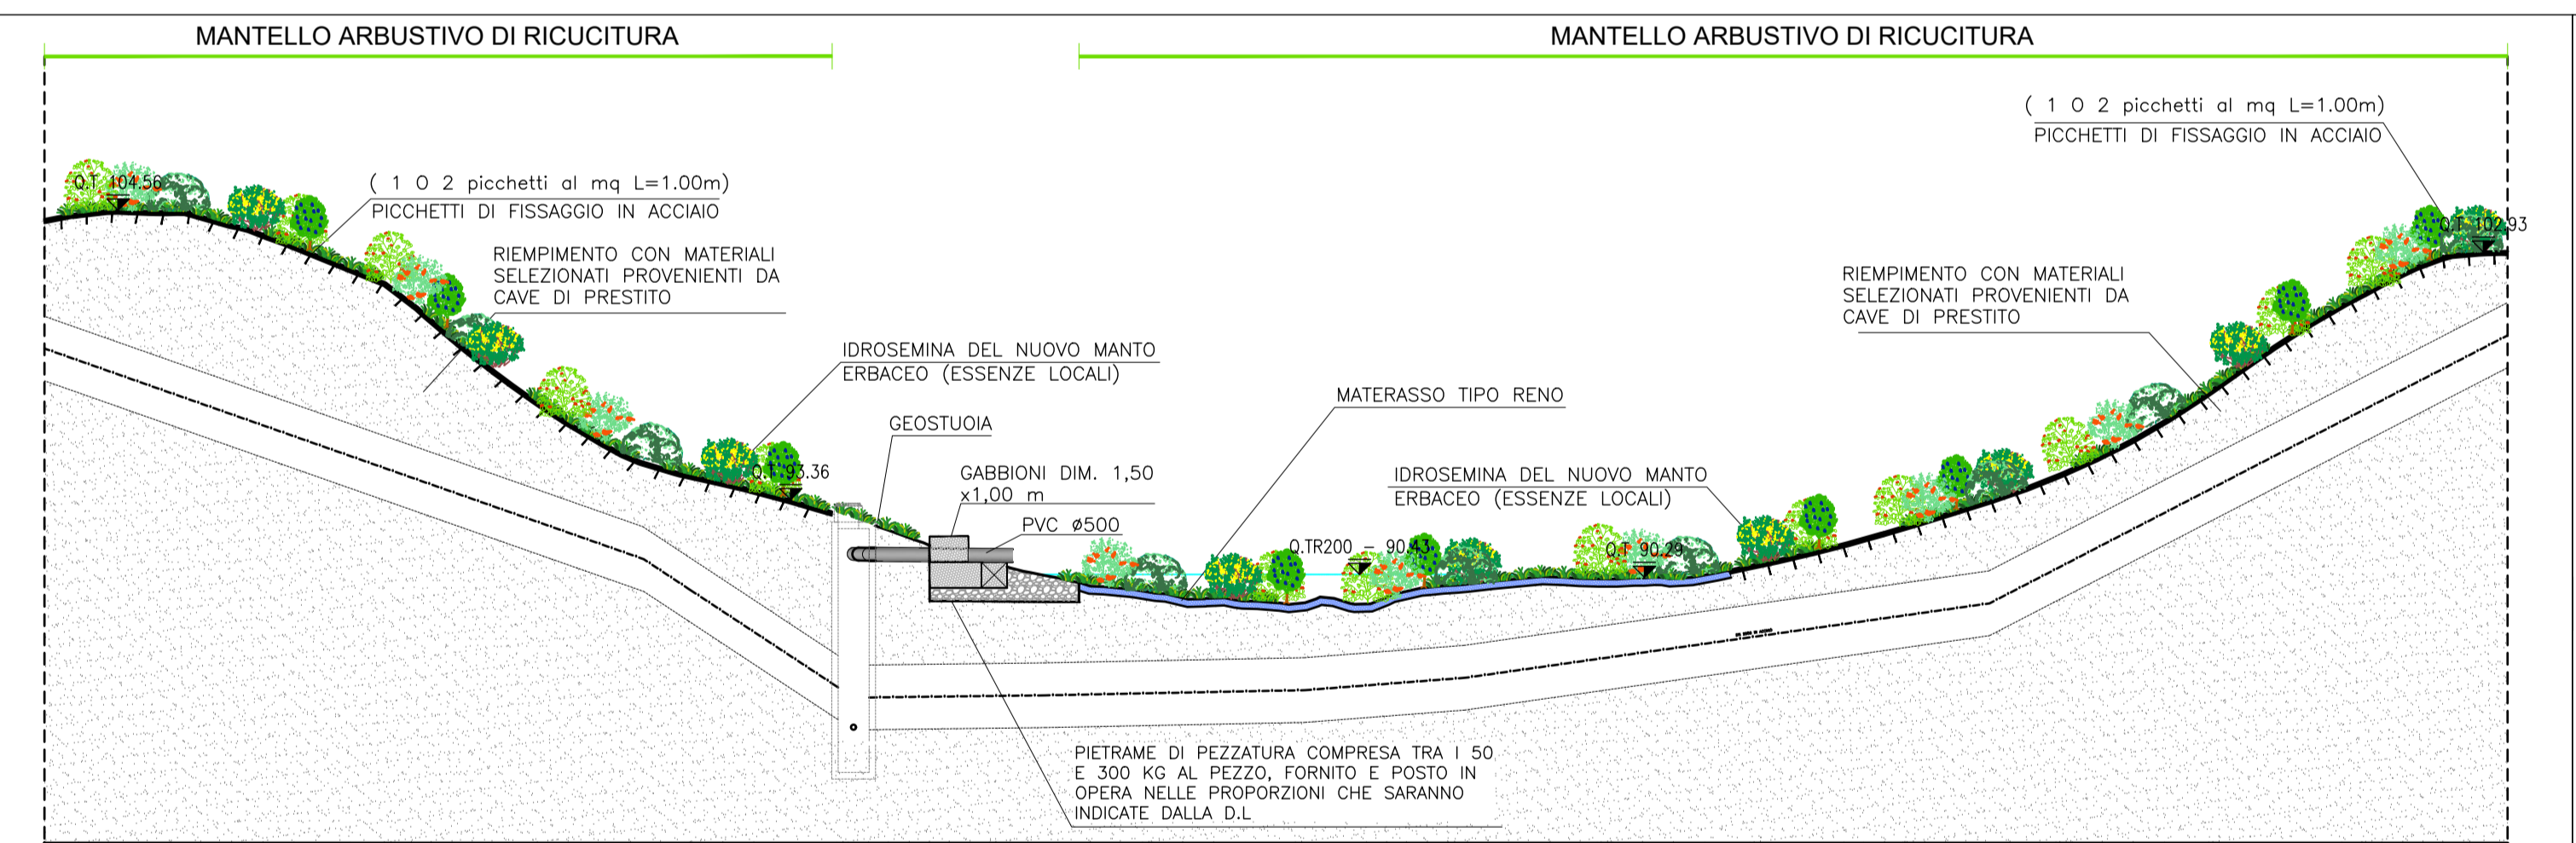 MANTELLO ARBUSTIVO DI RICUCITURA
MANTELLO ARBUSTIVO DI RICUCITURA
( 1 O 2 picchetti al mq L=1.00m)
PICCHETTI DI FISSAGGIO IN ACCIAIO
Q.T 104.56
( 1 O 2 picchetti al mq L=1.00m)
PICCHETTI DI FISSAGGIO IN ACCIAIO
Q.T 102.93
RIEMPIMENTO CON MATERIALI
SELEZIONATI PROVENIENTI DA
CAVE DI PRESTITO
RIEMPIMENTO CON MATERIALI
SELEZIONATI PROVENIENTI DA
CAVE DI PRESTITO
IDROSEMINA DEL NUOVO MANTO
ERBACEO (ESSENZE LOCALI)
MATERASSO TIPO RENO
GEOSTUOIA
Q.T 93.36
GABBIONI DIM. 1,50
x1,00 m
IDROSEMINA DEL NUOVO MANTO
ERBACEO (ESSENZE LOCALI)
PVC ø500
Q.TR200 - 90.43
Q.T 90.29
PIETRAME DI PEZZATURA COMPRESA TRA I 50
E 300 KG AL PEZZO, FORNITO E POSTO IN
OPERA NELLE PROPORZIONI CHE SARANNO
INDICATE DALLA D.L